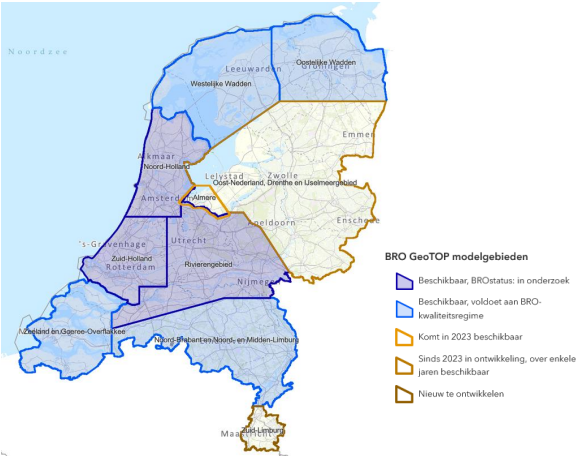 Noordzee
Oostelijke Wadden
Groningen
Leeuwarden
Westelijke Wadden
Emmen
Alkmaar
Noord-Holland
Lelystad
Zwolle
Oost-Nederland, Drenthe en IJselmeergebied
Amsterdam
Almere
Apeldoorn
Enschede
's-Gravenhage
Utrecht
Zuid-Holland
Rotterdam
Rivierengebied
Nijmegen
Zeeland en Goeree-Overflakkee
Noord-Brabant en Noord- en Midden-Limburg
Zuid-Limburg
Maastricht
BRO GeoTOP modelgebieden
Beschikbaar, BROstatus: in onderzoek
Beschikbaar, voldoet aan BRO-
kwaliteitsregime
Komt in 2023 beschikbaar
Sinds 2023 in ontwikkeling, over enkele
jaren beschikbaar
Nieuw te ontwikkelen